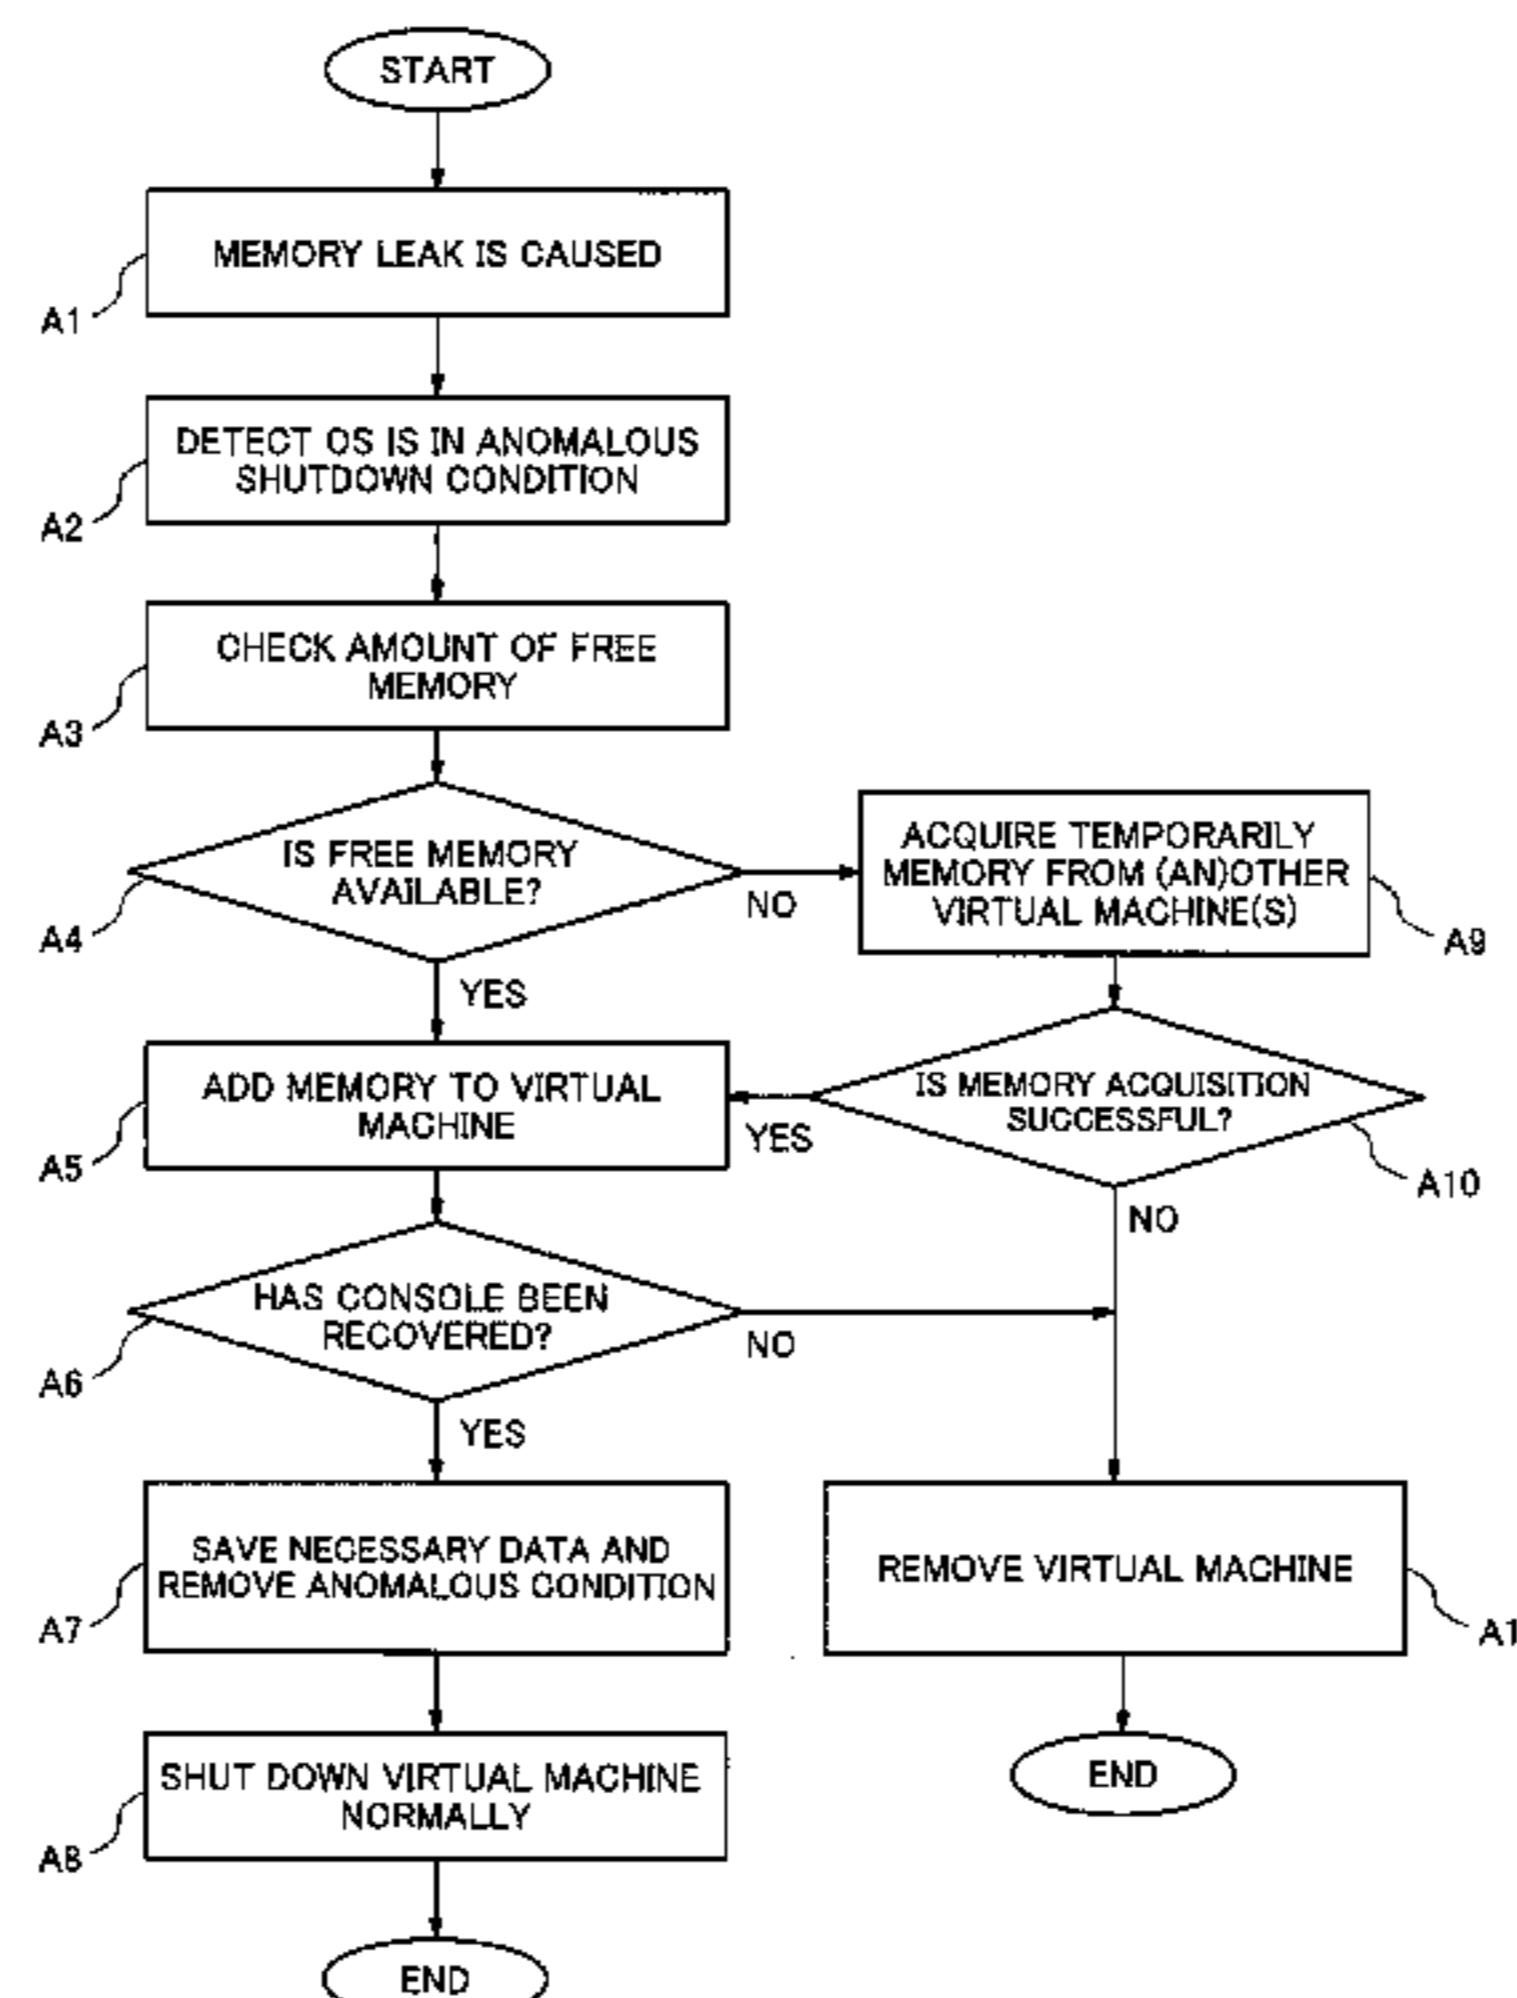 START
MEMORY LEAK IS CAUSED
A1
DETECT OS IS IN ANOMALOUS
SHUTDOWN CONDITION
A2
CHECK AMOUNT OF FREE
MEMORY
A3
IS FREE MEMORY
AVAILABLE?
A4
NO
YES
ACQUIRE TEMPORARILY
MEMORY FROM (AN)OTHER
VIRTUAL MACHINE(S)
A9
ADD MEMORY TO VIRTUAL
MACHINE
A5
IS MEMORY ACQUISITION
SUCCESSFUL?
YES
A10
NO
HAS CONSOLE BEEN
RECOVERED?
A6
NO
YES
SAVE NECESSARY DATA AND
REMOVE ANOMALOUS CONDITION
A7
REMOVE VIRTUAL MACHINE
A1
SHUT DOWN VIRTUAL MACHINE
NORMALLY
A8
END
END